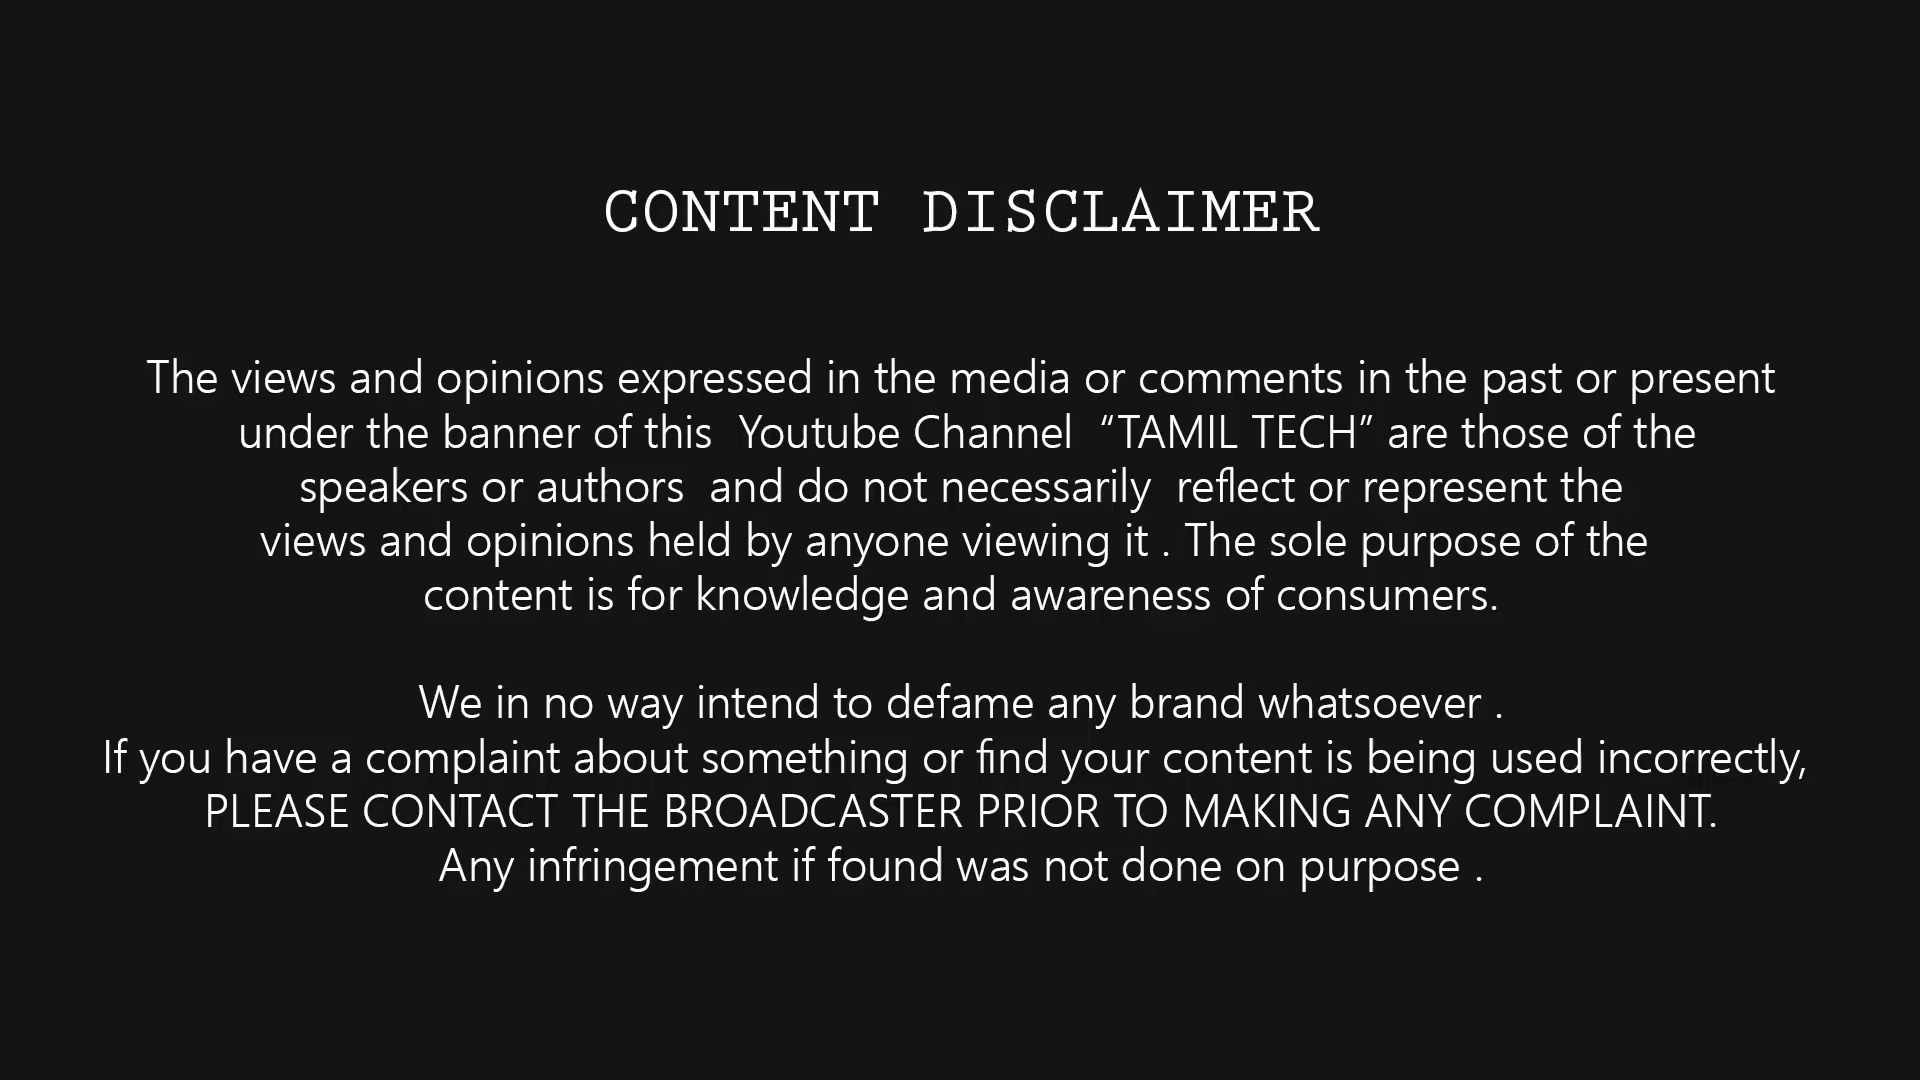 CONTENT DISCLAIMER
The views and opinions expressed in the media or comments in the past or present
under the banner of this  Youtube Channel  “TAMIL TECH” are those of the
speakers or authors  and do not necessarily  reflect or represent the
views and opinions held by anyone viewing it . The sole purpose of the
content is for knowledge and awareness of consumers.
We in no way intend to defame any brand whatsoever .
If you have a complaint about something or find your content is being used incorrectly,
PLEASE CONTACT THE BROADCASTER PRIOR TO MAKING ANY COMPLAINT.
Any infringement if found was not done on purpose .